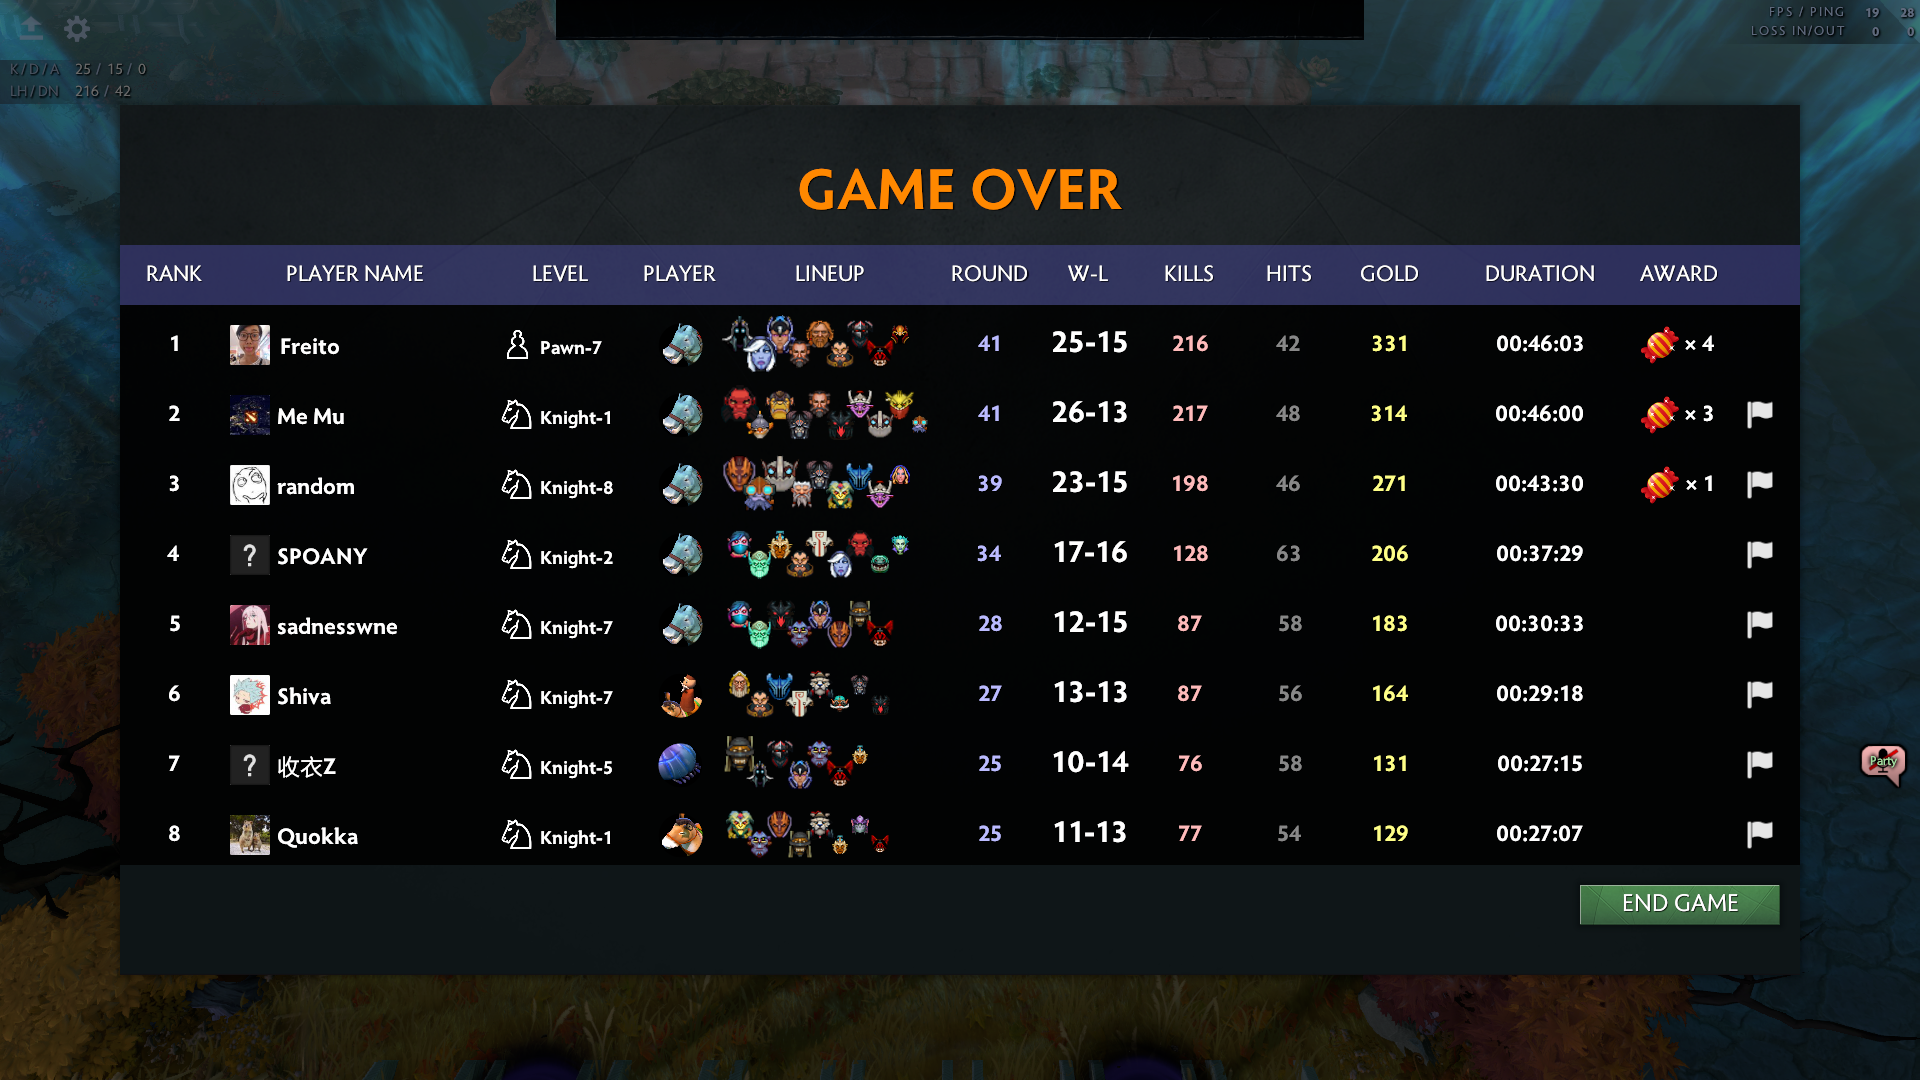 FPS / PING 19 28
LOSS IN/OUT 0 0
K/D/A 25 / 15 / 0
LH/DN 216 / 42
GAME OVER
RANK PLAYER NAME LEVEL PLAYER LINEUP ROUND W-L KILLS HITS GOLD DURATION AWARD
1 Freito Pawn-7 41 25-15 216 42 331 00:46:03 × 4
2 Me Mu Knight-1 41 26-13 217 48 314 00:46:00 × 3
3 random Knight-8 39 23-15 198 46 271 00:43:30 × 1
4 ? SPOANY Knight-2 34 17-16 128 63 206 00:37:29
5 sadnesswne Knight-7 28 12-15 87 58 183 00:30:33
6 Shiva Knight-7 27 13-13 87 56 164 00:29:18
7 ? 收衣Z Knight-5 25 10-14 76 58 131 00:27:15
Party
8 Quokka Knight-1 25 11-13 77 54 129 00:27:07
END GAME